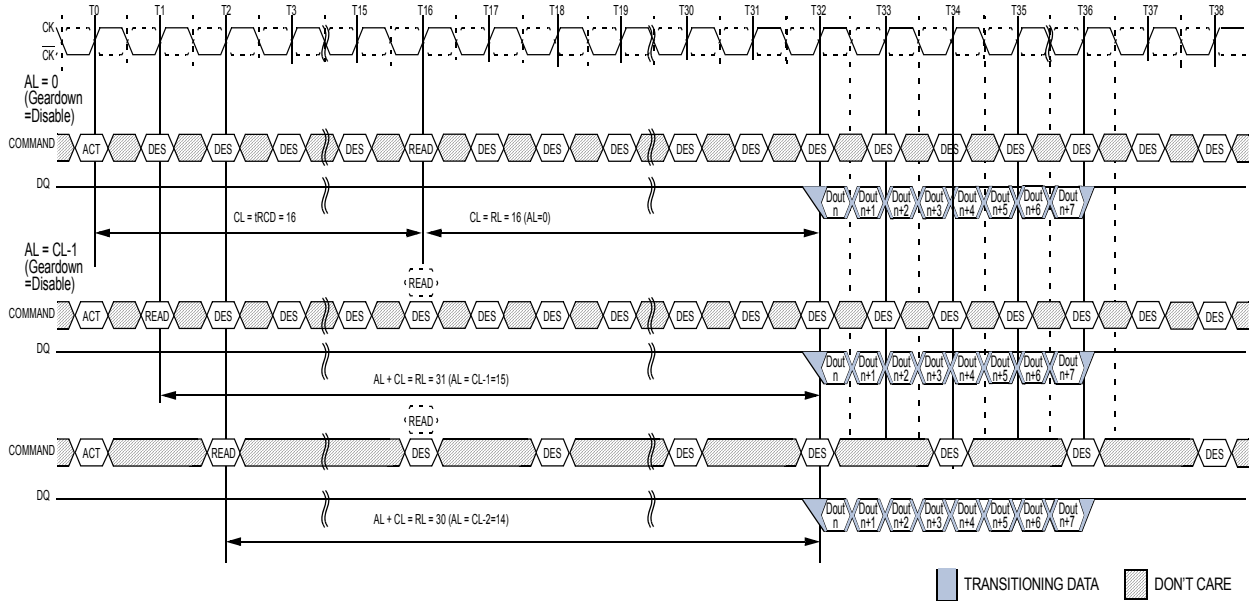 T0 T1 T2 T3 T15 T16 T17 T18 T19 T30 T31 T32 T33 T34 T35 T36 T37 T38
CK
CK
AL = 0
(Geardown
=Disable)
COMMAND ACT DES DES DES DES READ DES DES DES DES DES DES DES DES DES DES DES DES
DQ
Dout n Dout n+1 Dout n+2 Dout n+3 Dout n+4 Dout n+5 Dout n+6 Dout n+7
CL = tRCD = 16 CL = RL = 16 (AL=0)
AL = CL-1
(Geardown
=Disable)
READ
COMMAND ACT READ DES DES DES DES DES DES DES DES DES DES DES DES DES DES DES DES
DQ
Dout n Dout n+1 Dout n+2 Dout n+3 Dout n+4 Dout n+5 Dout n+6 Dout n+7
AL + CL = RL = 31 (AL = CL-1=15)
READ
COMMAND ACT READ DES DES DES DES DES DES DES
DQ
Dout n Dout n+1 Dout n+2 Dout n+3 Dout n+4 Dout n+5 Dout n+6 Dout n+7
AL + CL = RL = 30 (AL = CL-2=14)
TRANSITIONING DATA DON'T CARE